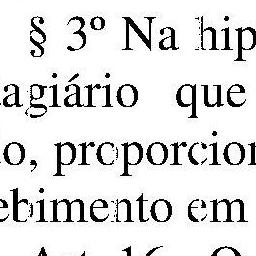 § 3º Na hip
agiário que
o, proporcion
ebimento em
Art. 16. O